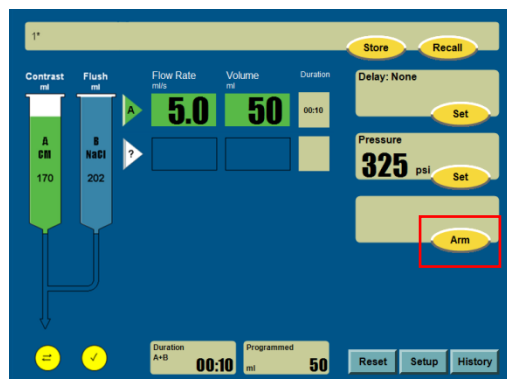 1*
Store Recall
Contrast Flush Flow Rate Volume Duration Delay: None
ml ml ml/s ml
A 5.0 50 00:10 Set
A B ? Pressure
CM NaCl 325 psi Set
170 202
Arm
Duration Programmed
A+B 00:10 ml 50 Reset Setup History